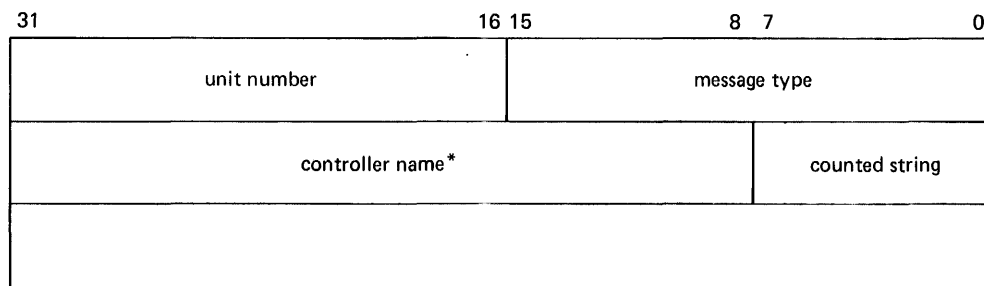 31 16 15 8 7 0
unit number message type
controller name* counted string